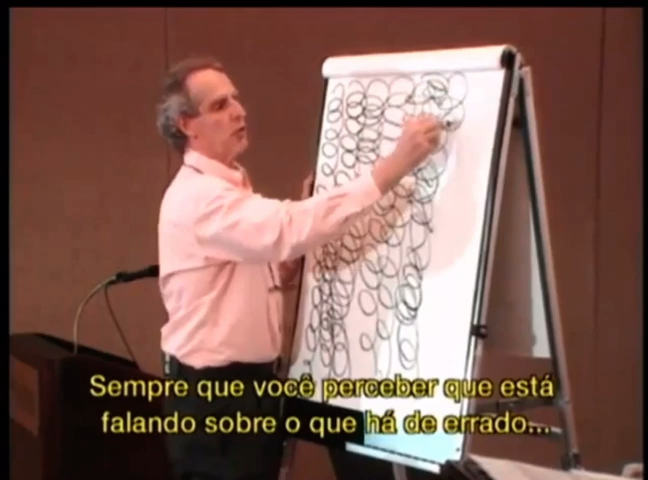 Sempre que você perceber que está
falando sobre o que há de errado...